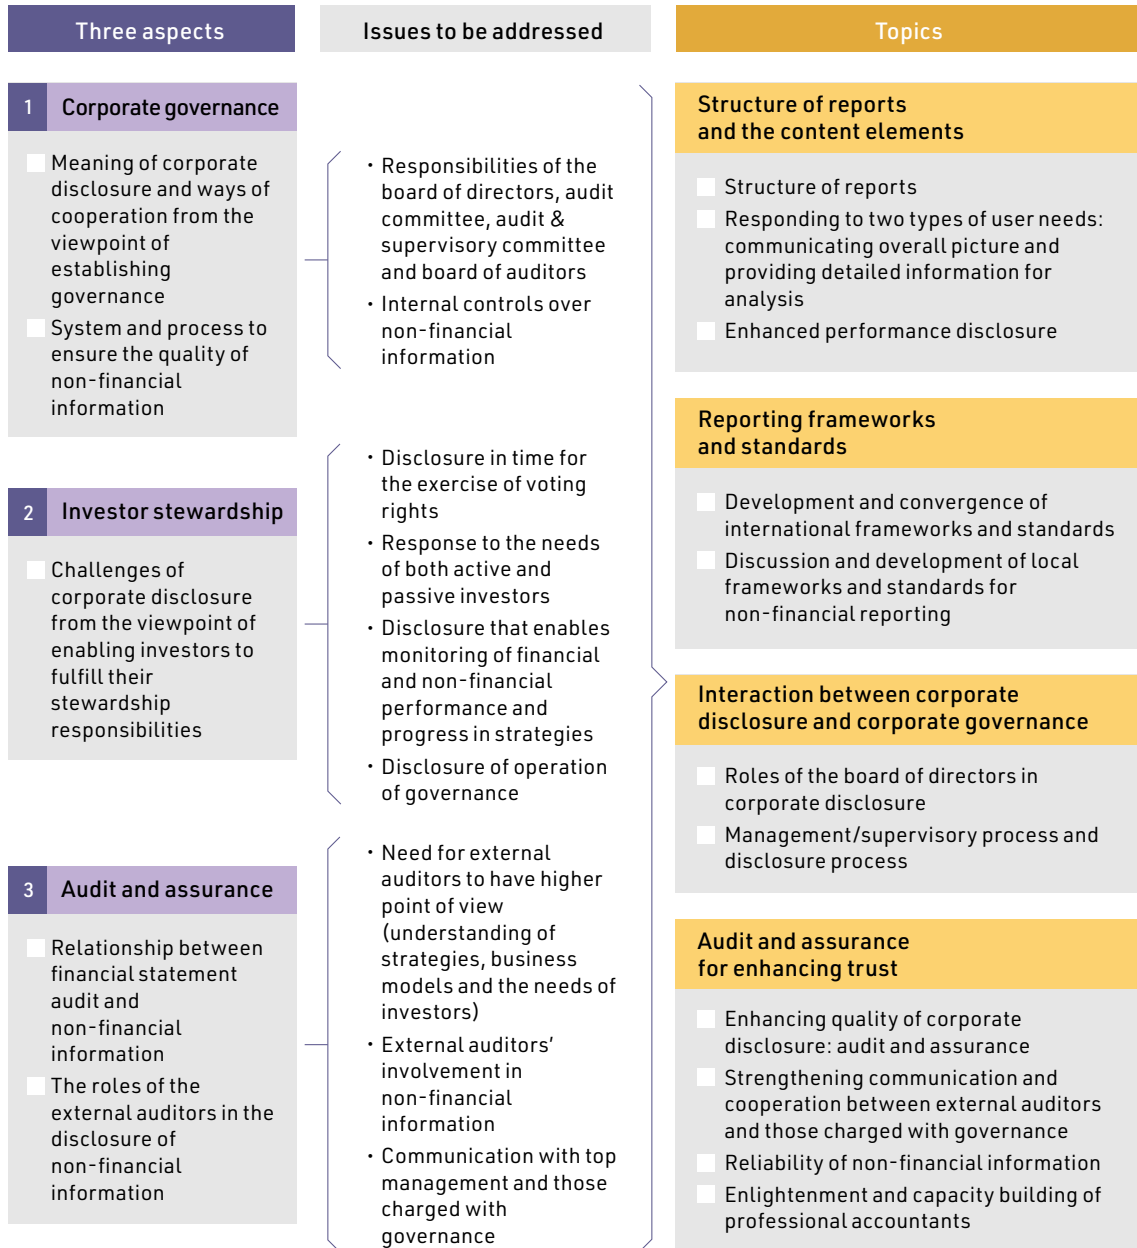 Three aspects
Issues to be addressed
Topics
1 Corporate governance
Meaning of corporate
disclosure and ways of
cooperation from the
viewpoint of
establishing
governance
System and process to
ensure the quality of
non-financial
information
・Responsibilities of the
board of directors, audit
committee, audit &
supervisory committee
and board of auditors
・Internal controls over
non-financial
information
2 Investor stewardship
Challenges of
corporate disclosure
from the viewpoint of
enabling investors to
fulfill their
stewardship
responsibilities
・Disclosure in time for
the exercise of voting
rights
・Response to the needs
of both active and
passive investors
・Disclosure that enables
monitoring of financial
and non-financial
performance and
progress in strategies
・Disclosure of operation
of governance
3 Audit and assurance
Relationship between
financial statement
audit and
non-financial
information
The roles of the
external auditors in the
disclosure of
non-financial
information
・Need for external
auditors to have higher
point of view
(understanding of
strategies, business
models and the needs of
investors)
・External auditors’
involvement in
non-financial
information
・Communication with top
management and those
charged with
governance
Structure of reports
and the content elements
Structure of reports
Responding to two types of user needs:
communicating overall picture and
providing detailed information for
analysis
Enhanced performance disclosure
Reporting frameworks
and standards
Development and convergence of
international frameworks and standards
Discussion and development of local
frameworks and standards for
non-financial reporting
Interaction between corporate
disclosure and corporate governance
Roles of the board of directors in
corporate disclosure
Management/supervisory process and
disclosure process
Audit and assurance
for enhancing trust
Enhancing quality of corporate
disclosure: audit and assurance
Strengthening communication and
cooperation between external auditors
and those charged with governance
Reliability of non-financial information
Enlightenment and capacity building of
professional accountants